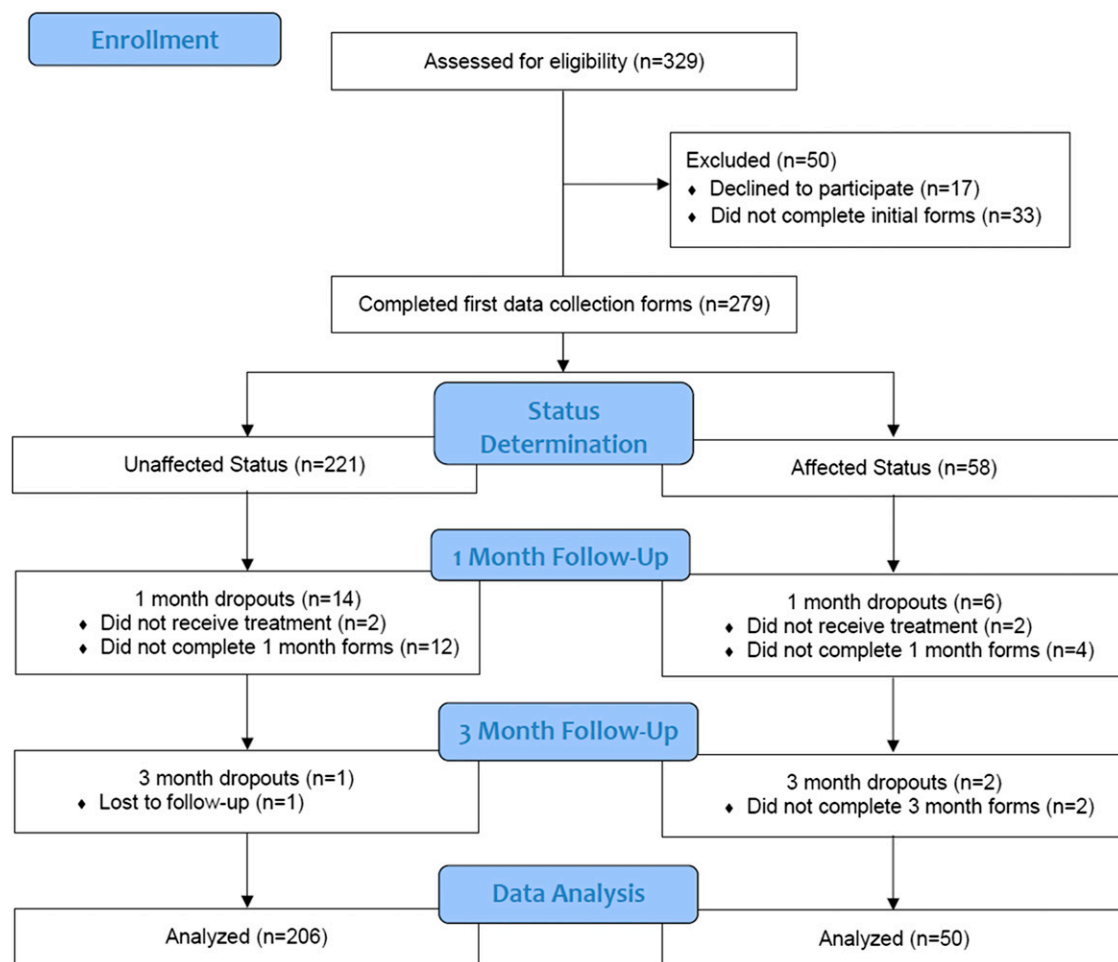 Enrollment
Assessed for eligibility (n=329)
Excluded (n=50)
♦ Declined to participate (n=17)
♦ Did not complete initial forms (n=33)
Completed first data collection forms (n=279)
Status
Determination
Unaffected Status (n=221)
Affected Status (n=58)
1 Month Follow-Up
1 month dropouts (n=14)
♦ Did not receive treatment (n=2)
♦ Did not complete 1 month forms (n=12)
1 month dropouts (n=6)
♦ Did not receive treatment (n=2)
♦ Did not complete 1 month forms (n=4)
3 Month Follow-Up
3 month dropouts (n=1)
♦ Lost to follow-up (n=1)
3 month dropouts (n=2)
♦ Did not complete 3 month forms (n=2)
Data Analysis
Analyzed (n=206)
Analyzed (n=50)